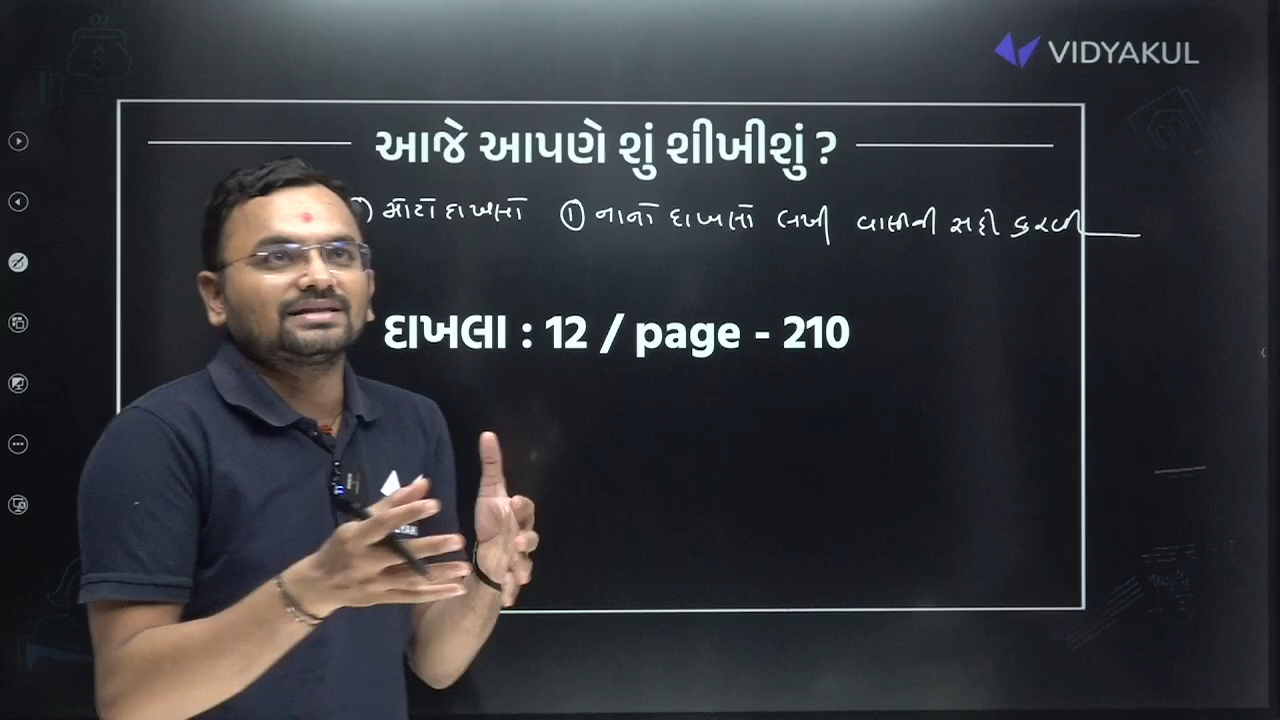 VIDYAKUL
આજે આપણે શું શીખીશું ?
મોટો દાખલો ① નાનો દાખલો લખી વાલીની સહી કરવી
દાખલા : 12 / page - 210